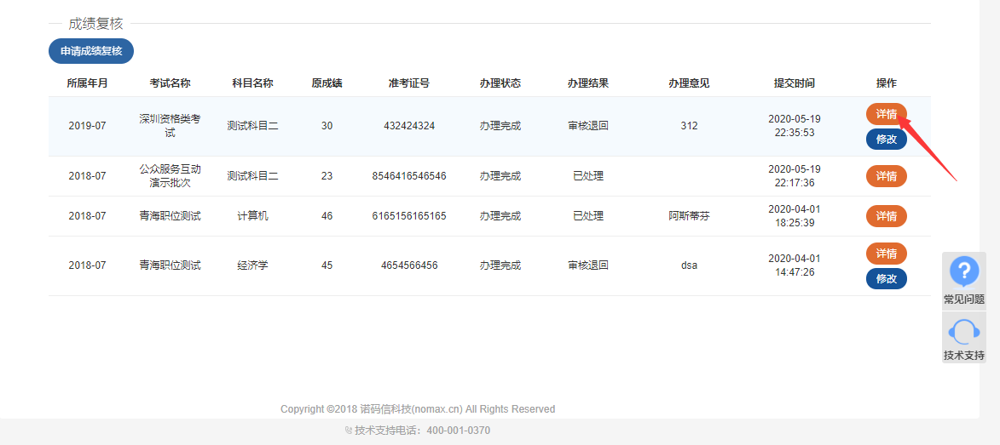 成绩复核
申请成绩复核
所属年月 考试名称 科目名称 原成绩 准考证号 办理状态 办理结果 办理意见 提交时间 操作
2019-07 深圳资格类考 测试科目二 30 432424324 办理完成 审核退回 312 2020-05-19 详情
试 22:35:53 修改
2018-07 公众服务互动 测试科目二 23 8546416546546 办理完成 已处理 2020-05-19 详情
演示批次 22:17:36
2018-07 青海职位测试 计算机 46 6165156165165 办理完成 已处理 阿斯蒂芬 2020-04-01 详情
18:25:39
2018-07 青海职位测试 经济学 45 4654566456 办理完成 审核退回 dsa 2020-04-01 详情
14:47:26 修改
?
常见问题
技术支持
Copyright ©2018 诺码信科技(nomax.cn) All Rights Reserved
技术支持电话：400-001-0370